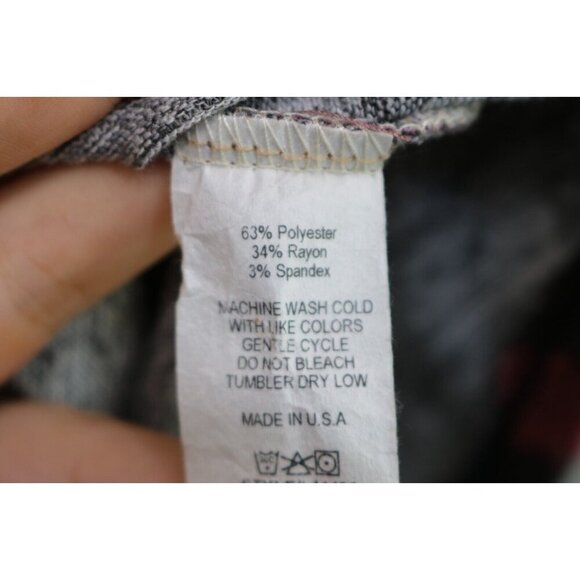 63% Polyester
34% Rayon
3% Spandex
MACHINE WASH COLD
WITH LIKE COLORS
GENTLE CYCLE
DO NOT BLEACH
TUMBLER DRY LOW
MADE IN U.S.A